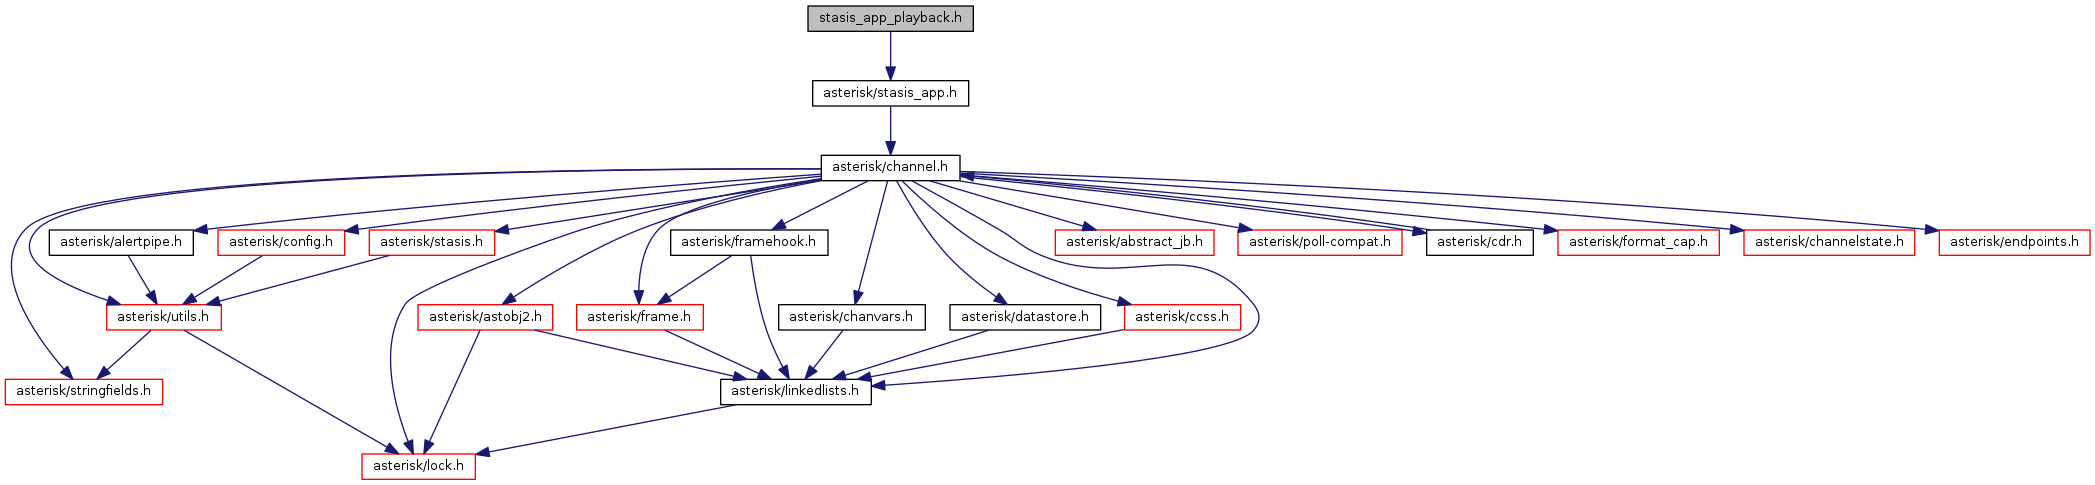 stasis_app_playback.h
asterisk/stasis_app.h
asterisk/channel.h
asterisk/alertpipe.h
asterisk/config.h
asterisk/stasis.h
asterisk/framehook.h
asterisk/abstract_jb.h
asterisk/poll-compat.h
asterisk/cdr.h
asterisk/format_cap.h
asterisk/channelstate.h
asterisk/endpoints.h
asterisk/utils.h
asterisk/astobj2.h
asterisk/frame.h
asterisk/chanvars.h
asterisk/datastore.h
asterisk/ccss.h
asterisk/stringfields.h
asterisk/linkedlists.h
asterisk/lock.h